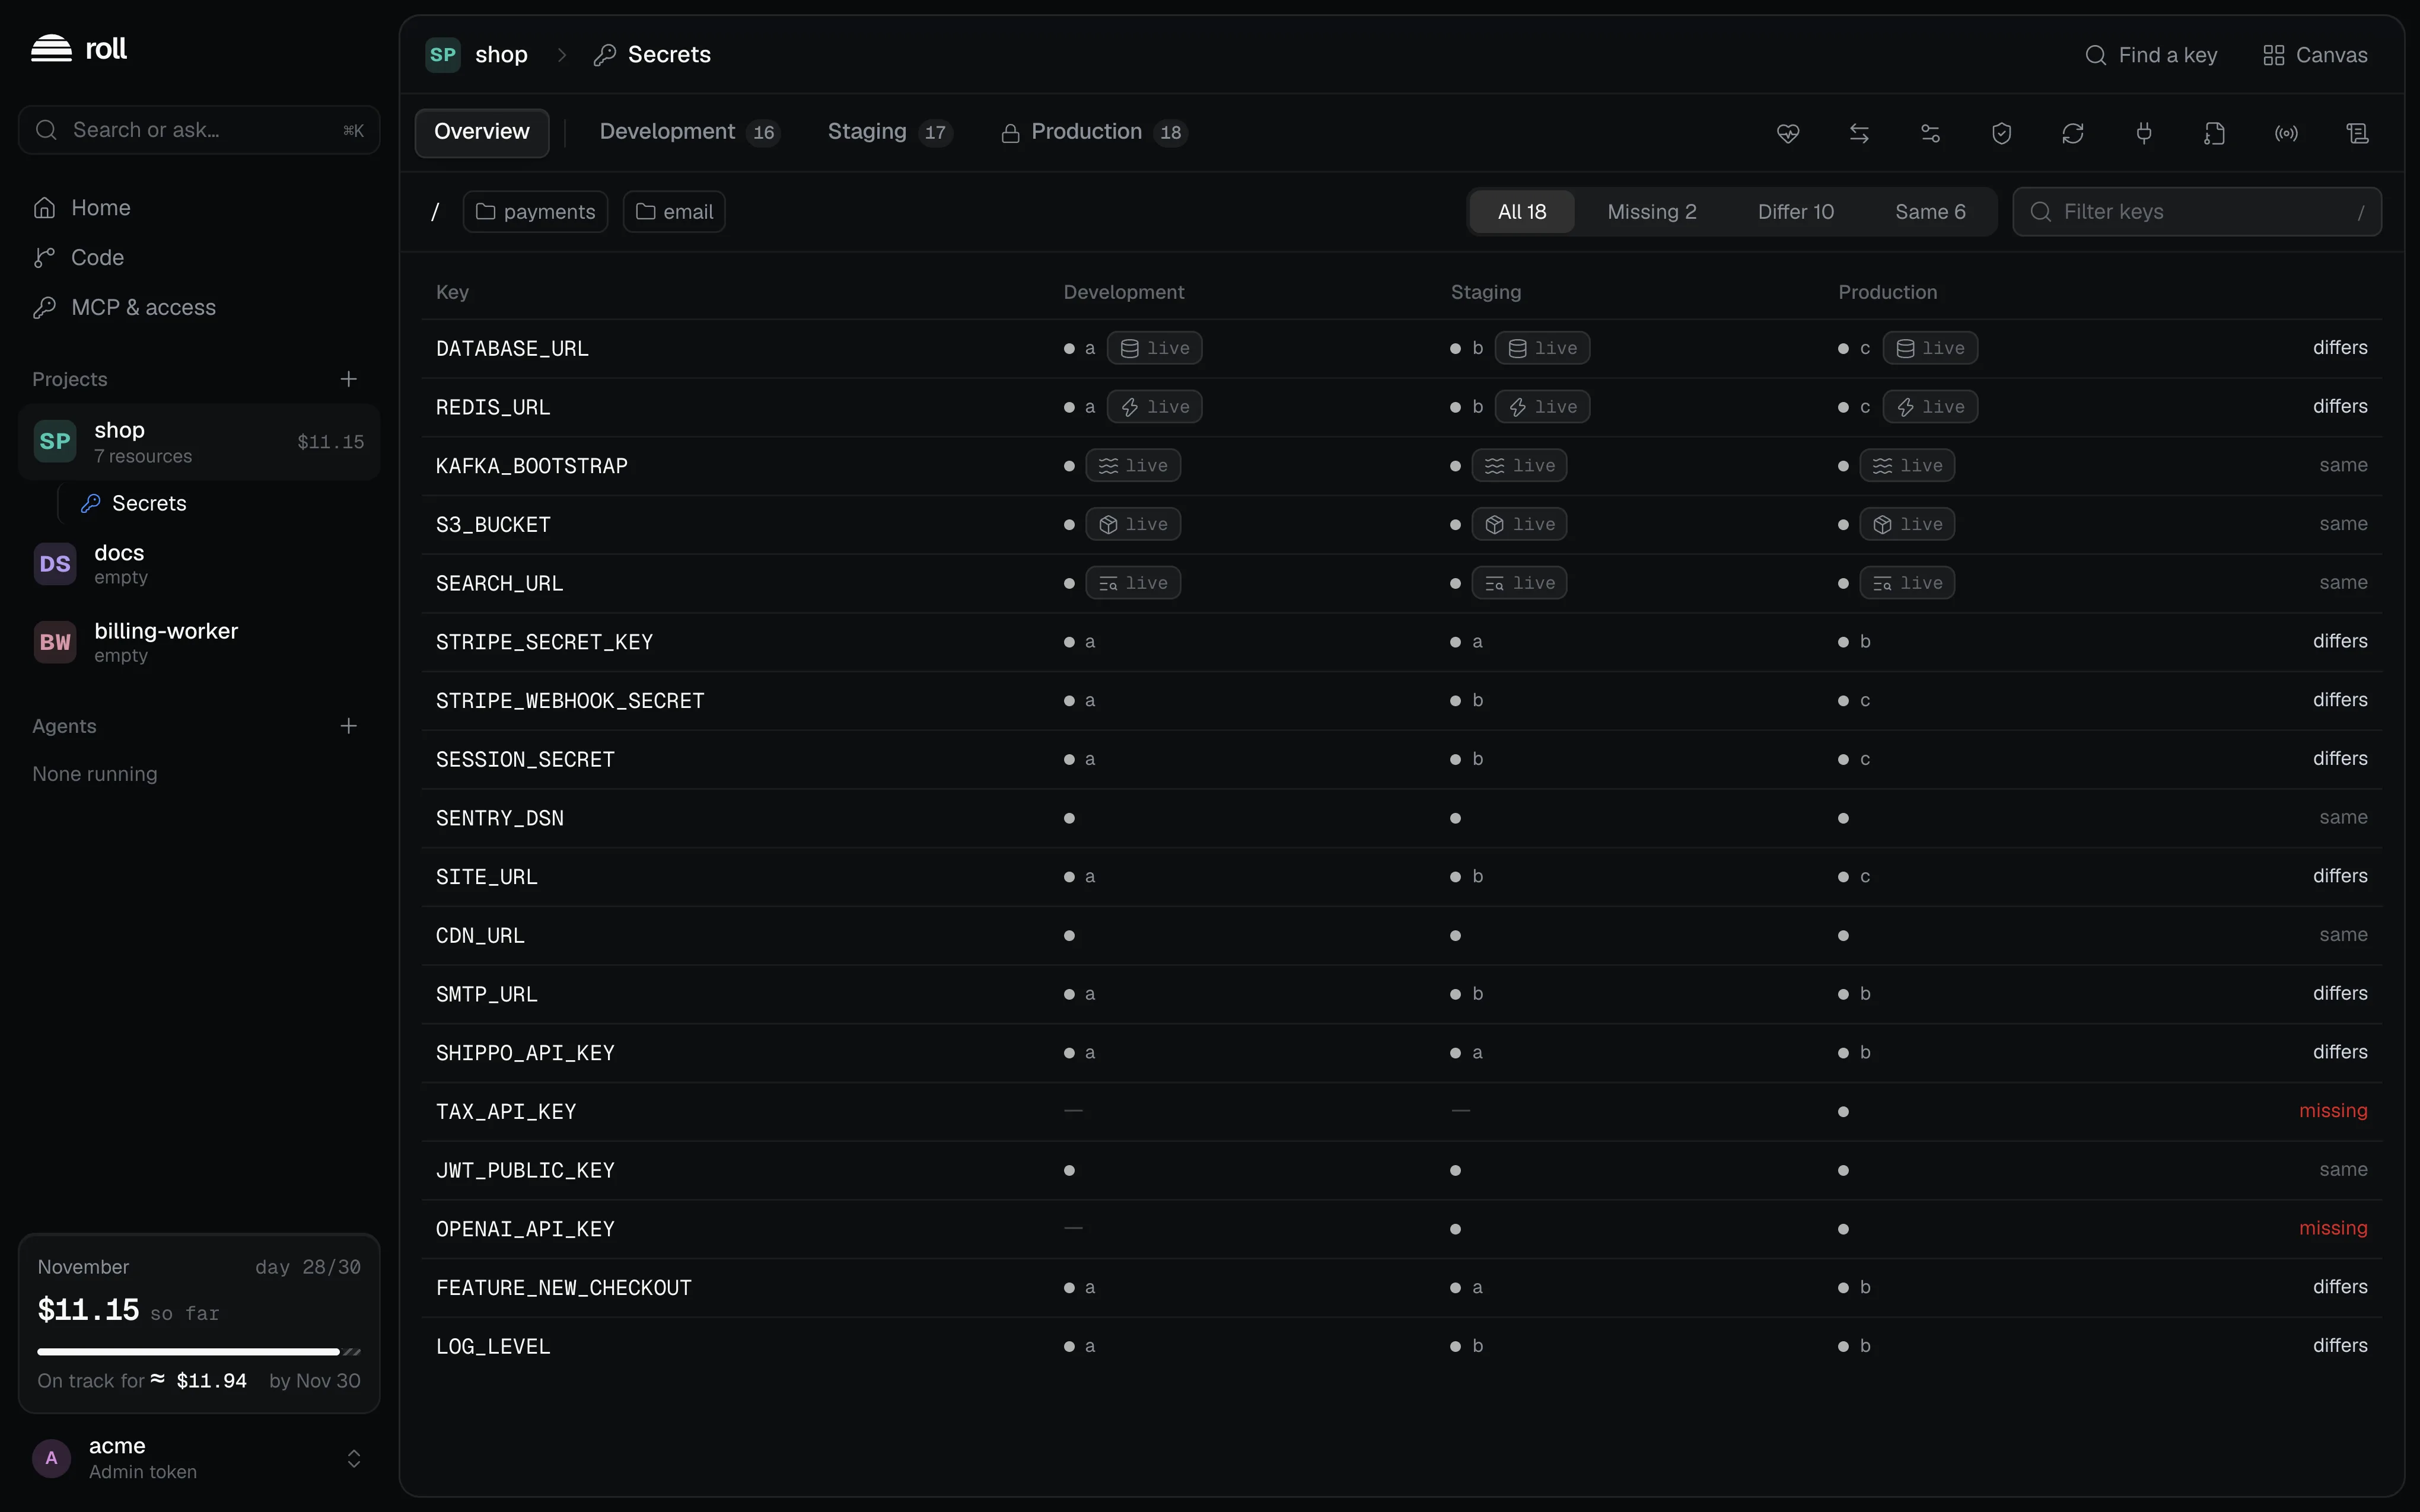 roll
Search or ask... ⌘K
Home
Code
MCP & access
Projects
SP shop $11.15
7 resources
Secrets
DS docs
empty
BW billing-worker
empty
Agents
None running
November day 28/30
$11.15 so far
On track for ≈ $11.94 by Nov 30
A acme
Admin token
SP shop Secrets Find a key Canvas
Overview Development 16 Staging 17 Production 18
/ payments email All 18 Missing 2 Differ 10 Same 6 Filter keys /
Key Development Staging Production
DATABASE_URL a live b live c live differs
REDIS_URL a live b live c live differs
KAFKA_BOOTSTRAP live live live same
S3_BUCKET live live live same
SEARCH_URL live live live same
STRIPE_SECRET_KEY a a b differs
STRIPE_WEBHOOK_SECRET a b c differs
SESSION_SECRET a b c differs
SENTRY_DSN same
SITE_URL a b c differs
CDN_URL same
SMTP_URL a b b differs
SHIPPO_API_KEY a a b differs
TAX_API_KEY — — missing
JWT_PUBLIC_KEY same
OPENAI_API_KEY — missing
FEATURE_NEW_CHECKOUT a a b differs
LOG_LEVEL a b b differs